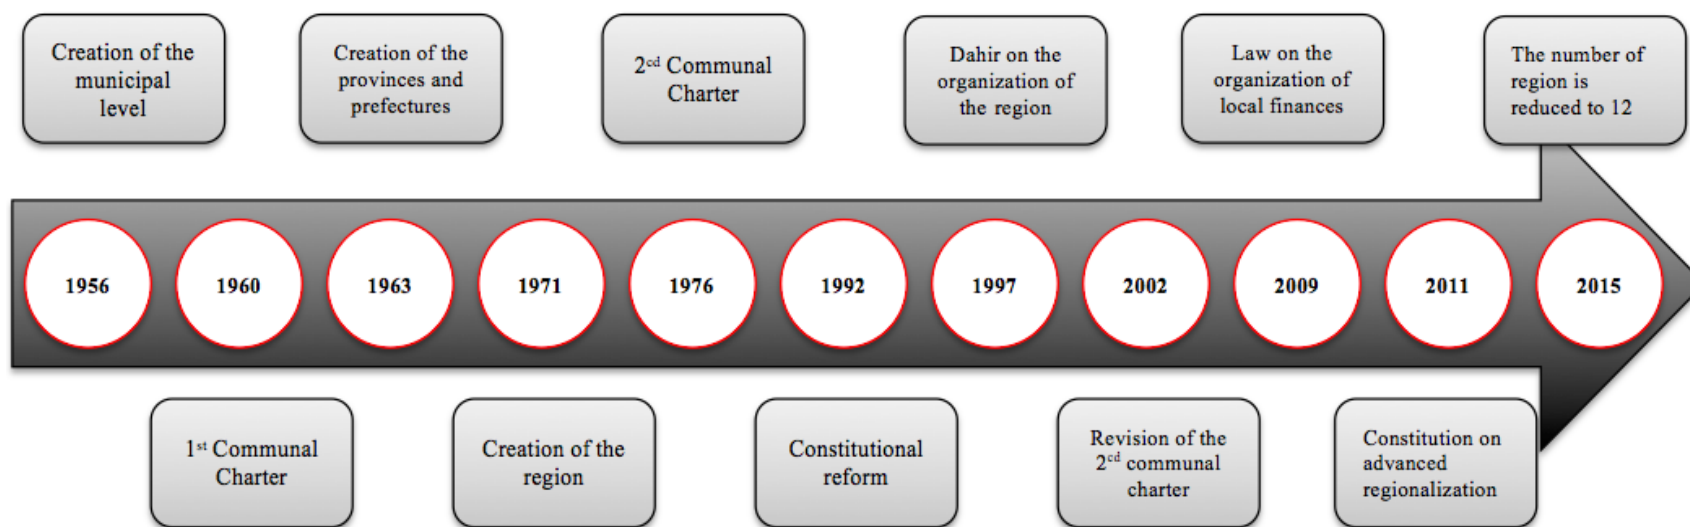 Creation of the
municipal
level
Creation of the
provinces and
prefectures
2cd Communal
Charter
Dahir on the
organization of
the region
Law on the
organization of
local finances
The number of
region is
reduced to 12
1956
1960
1963
1971
1976
1992
1997
2002
2009
2011
2015
1st Communal
Charter
Creation of the
region
Constitutional
reform
Revision of the
2cd communal
charter
Constitution on
advanced
regionalization